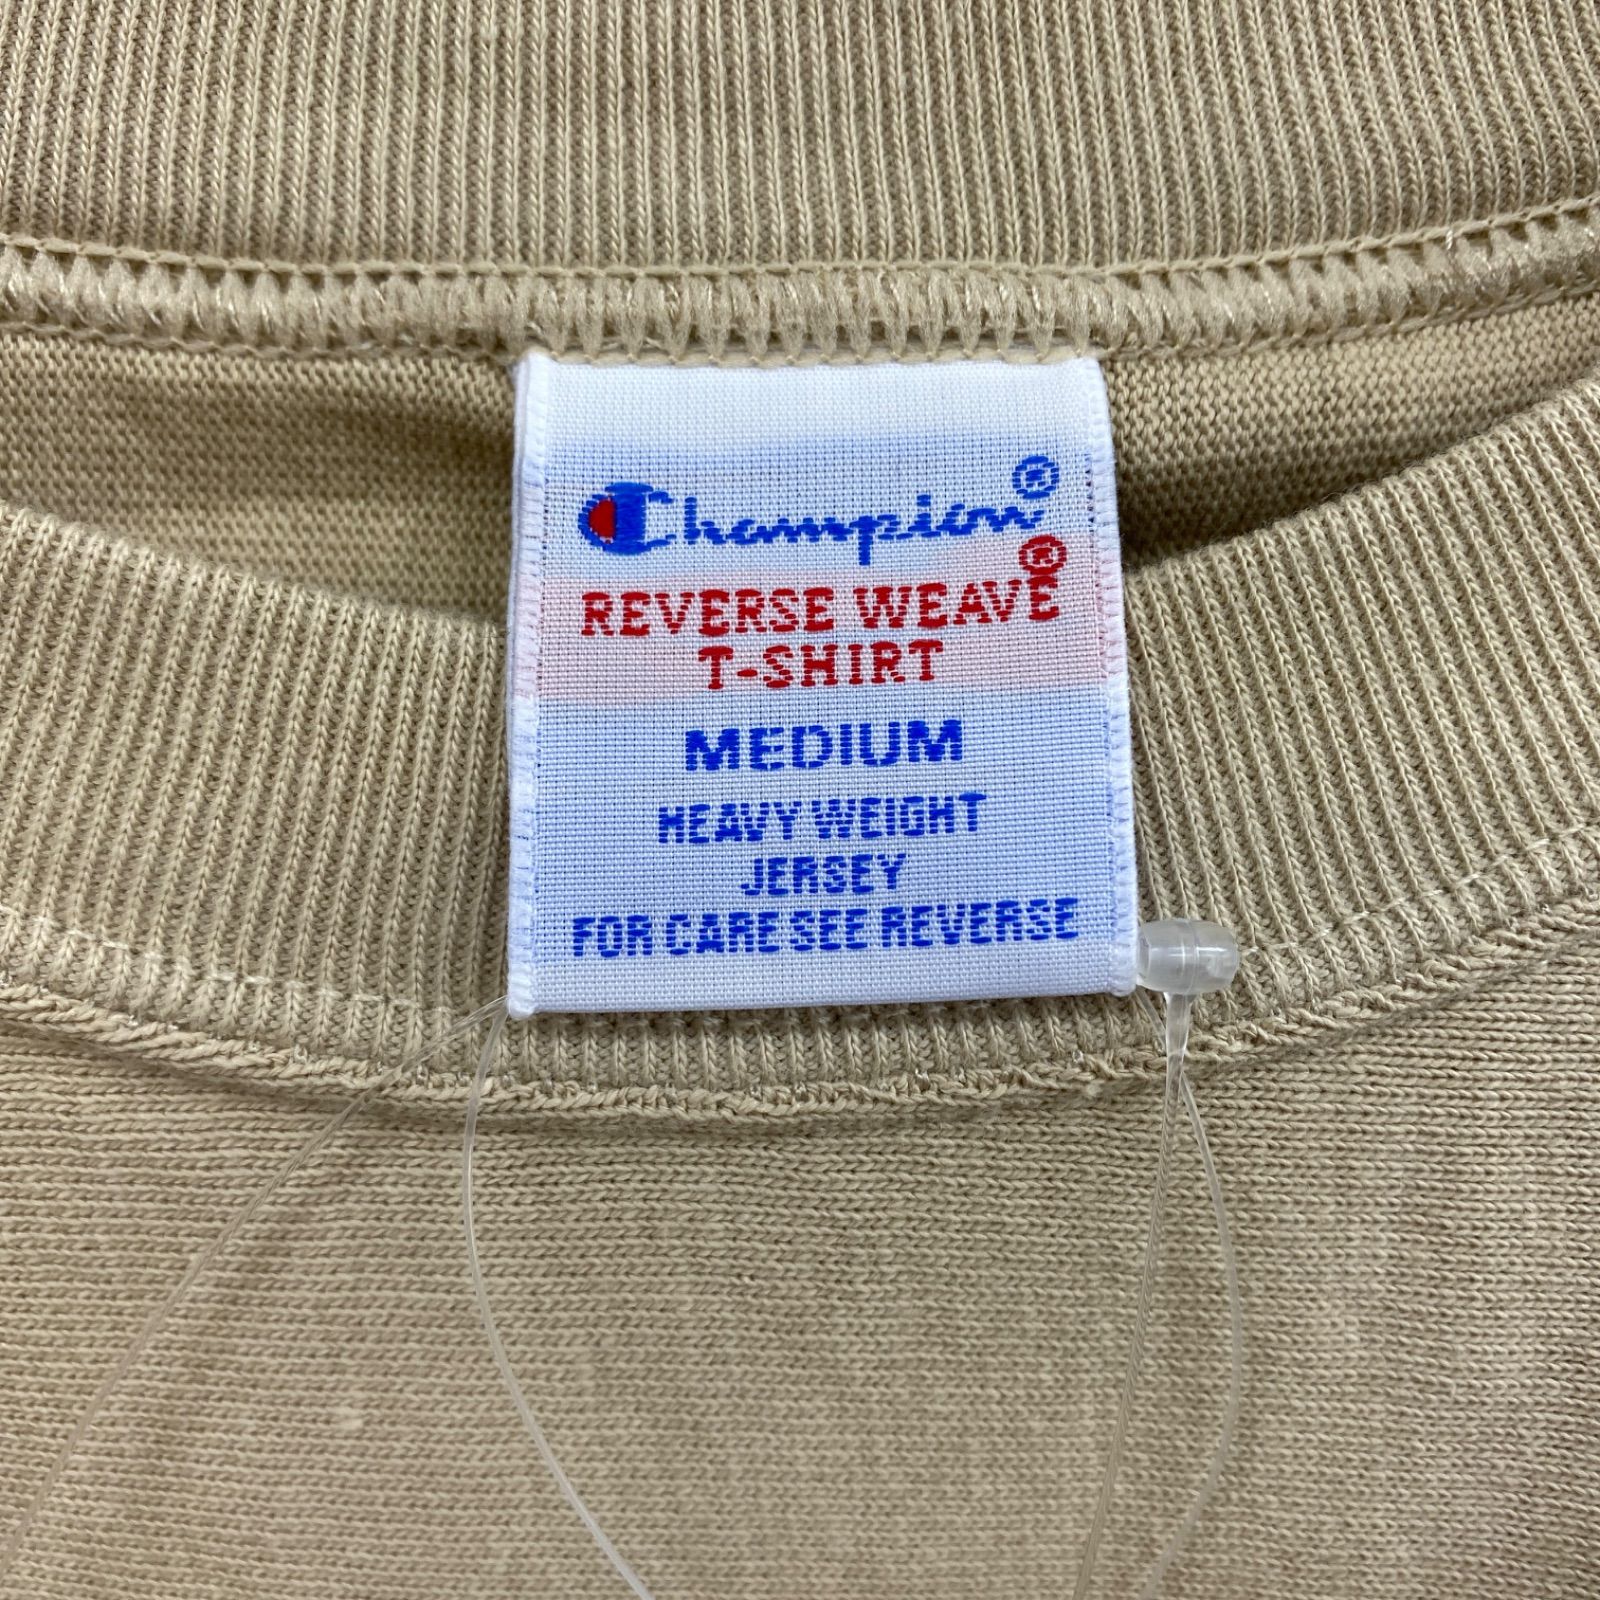 Champion®
REVERSE WEAVE®
T-SHIRT
MEDIUM
HEAVY WEIGHT
JERSEY
FOR CARE SEE REVERSE